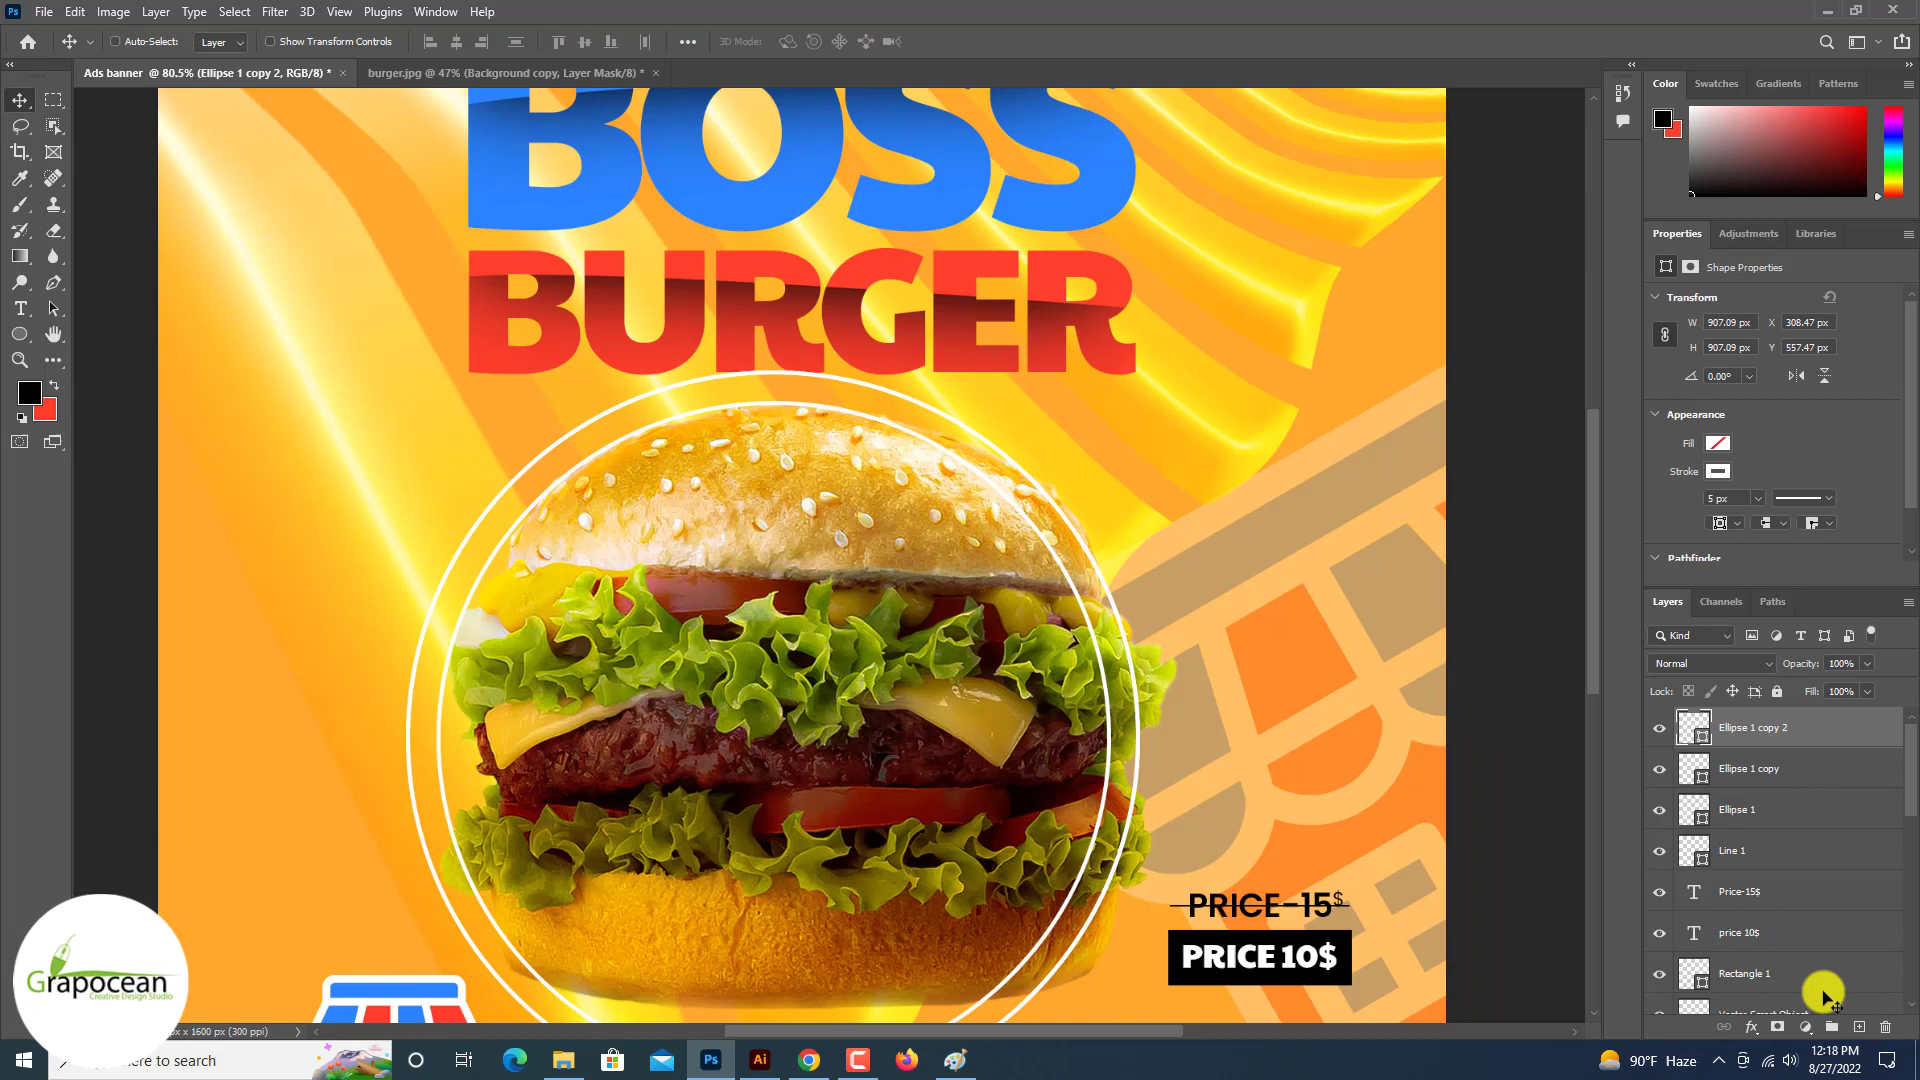 Ps File Edit Image Layer Type Select Filter 3D View Plugins Window Help
Auto-Select: Layer Show Transform Controls 3D Mode:
Ads banner @ 80.5% (Ellipse 1 copy 2, RGB/8) * burger.jpg @ 47% (Background copy, Layer Mask/8) *
Color Swatches Gradients Patterns
BOSS
BURGER
Properties Adjustments Libraries
Shape Properties
Transform
W 907.09 px X 308.47 px
H 907.09 px Y 557.47 px
0.00°
Appearance
Fill
Stroke
5 px
Pathfinder
Layers Channels Paths
Kind
Normal Opacity: 100%
Lock: Fill: 100%
Ellipse 1 copy 2
Ellipse 1 copy
Ellipse 1
Line 1
Price-15$
price 10$
Rectangle 1
Vector Smart Object
PRICE-15$
PRICE 10$
Grapocean
Creative Design Studio
px x 1600 px (300 ppi)
here to search
Ps Ai
90°F Haze
12:18 PM
8/27/2022